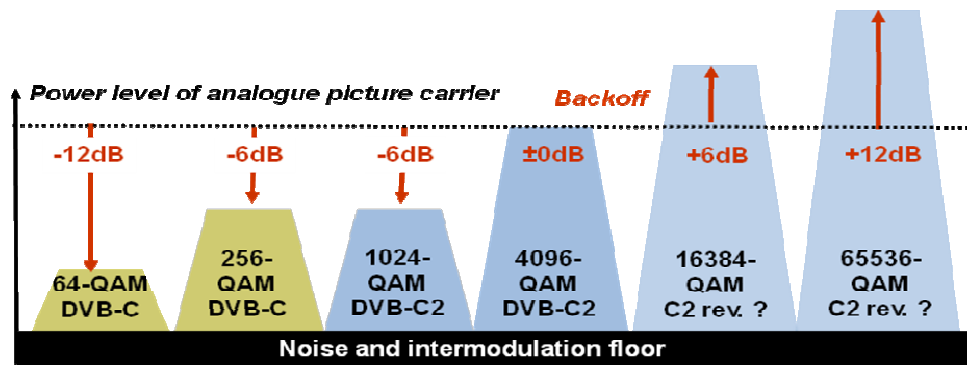 Power level of analogue picture carrier
Backoff
-12dB
-6dB
-6dB
±0dB
+6dB
+12dB
64-QAM
DVB-C
256-
QAM
DVB-C
1024-
QAM
DVB-C2
4096-
QAM
DVB-C2
16384-
QAM
C2 rev. ?
65536-
QAM
C2 rev. ?
Noise and intermodulation floor